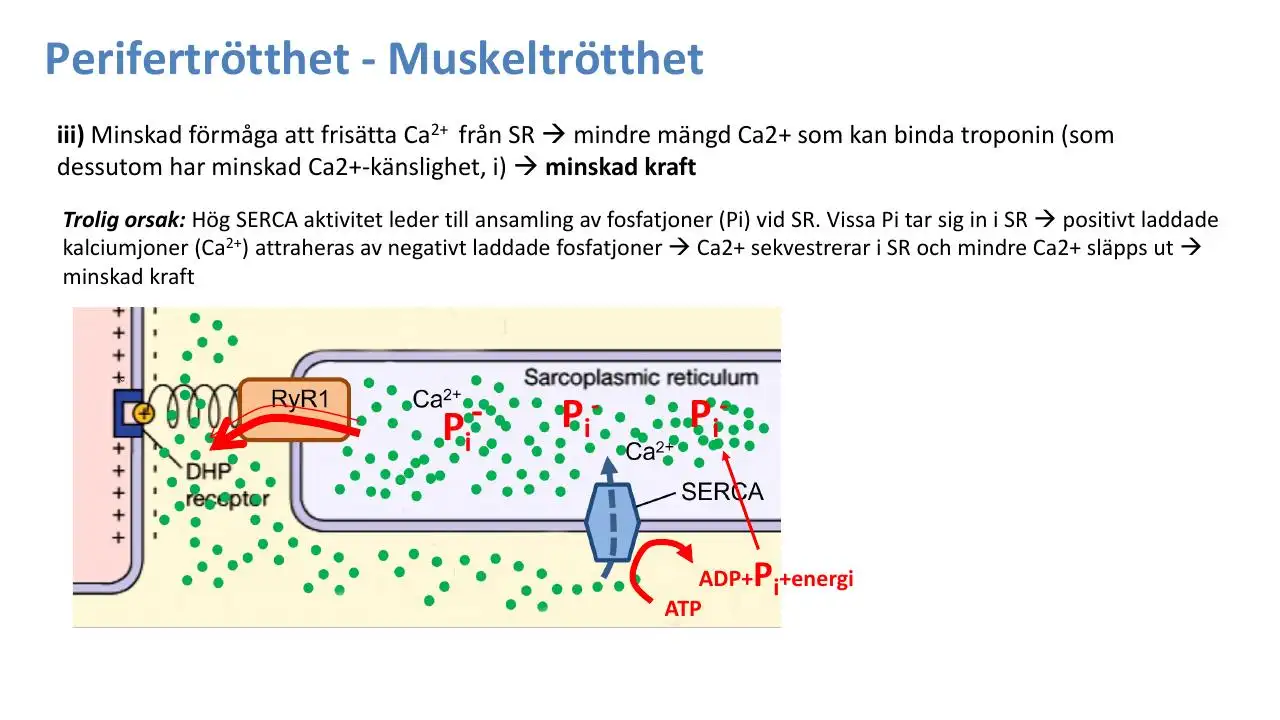 Perifertrötthet - Muskeltrötthet
iii) Minskad förmåga att frisätta Ca²⁺ från SR → mindre mängd Ca2+ som kan binda troponin (som
dessutom har minskad Ca2+-känslighet, i) → minskad kraft
Trolig orsak: Hög SERCA aktivitet leder till ansamling av fosfatjoner (Pi) vid SR. Vissa Pi tar sig in i SR → positivt laddade
kalciumjoner (Ca²⁺) attraheras av negativt laddade fosfatjoner → Ca2+ sekvestrerar i SR och mindre Ca2+ släpps ut →
minskad kraft
Sarcoplasmic reticulum
RyR1
Ca²⁺
Pᵢ⁻
Pᵢ⁻
Pᵢ⁻
Ca²⁺
DHP
receptor
SERCA
ADP+Pᵢ+energi
ATP